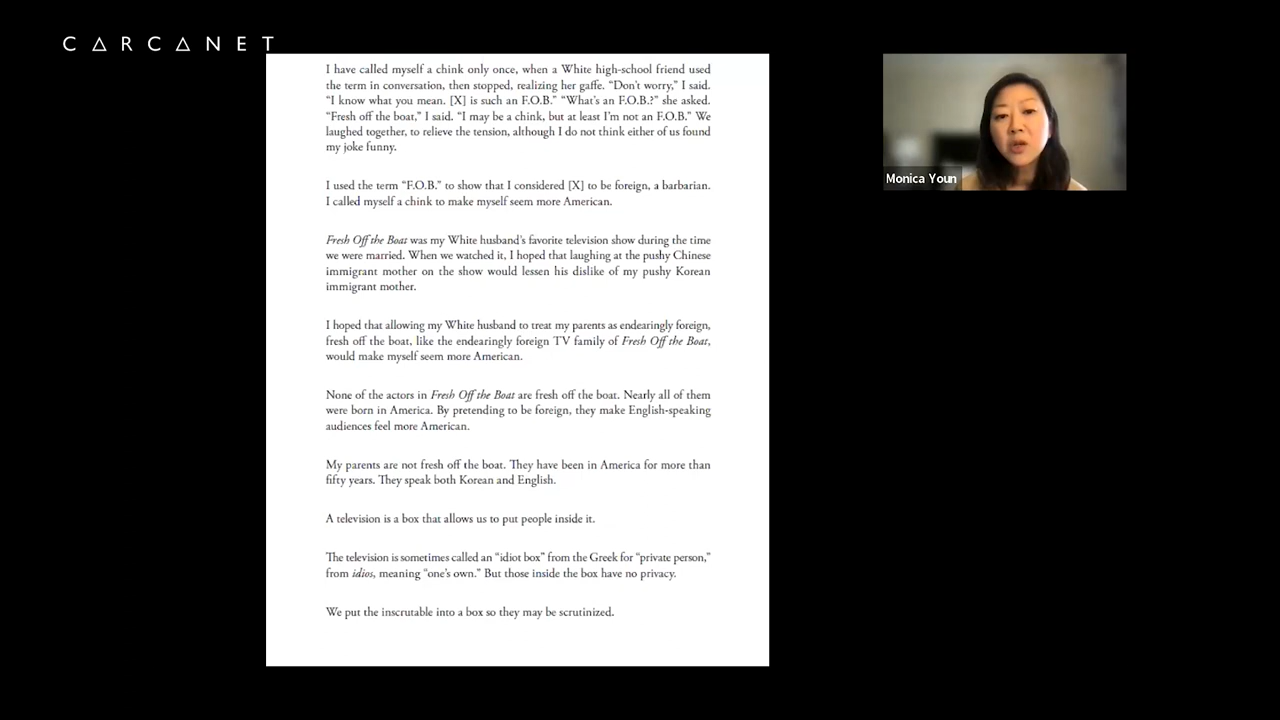 CARCANET
I have called myself a chink only once, when a White high-school friend used
the term in conversation, then stopped, realizing her gaffe. “Don’t worry,” I said.
“I know what you mean. [X] is such an F.O.B.” “What’s an F.O.B.?” she asked.
“Fresh off the boat,” I said. “I may be a chink, but at least I’m not an F.O.B.” We
laughed together, to relieve the tension, although I do not think either of us found
my joke funny.
I used the term “F.O.B.” to show that I considered [X] to be foreign, a barbarian.
I called myself a chink to make myself seem more American.
Fresh Off the Boat was my White husband’s favorite television show during the time
we were married. When we watched it, I hoped that laughing at the pushy Chinese
immigrant mother on the show would lessen his dislike of my pushy Korean
immigrant mother.
I hoped that allowing my White husband to treat my parents as endearingly foreign,
fresh off the boat, like the endearingly foreign TV family of Fresh Off the Boat,
would make myself seem more American.
None of the actors in Fresh Off the Boat are fresh off the boat. Nearly all of them
were born in America. By pretending to be foreign, they make English-speaking
audiences feel more American.
My parents are not fresh off the boat. They have been in America for more than
fifty years. They speak both Korean and English.
A television is a box that allows us to put people inside it.
The television is sometimes called an “idiot box” from the Greek for “private person,”
from idios, meaning “one’s own.” But those inside the box have no privacy.
We put the inscrutable into a box so they may be scrutinized.
Monica Youn